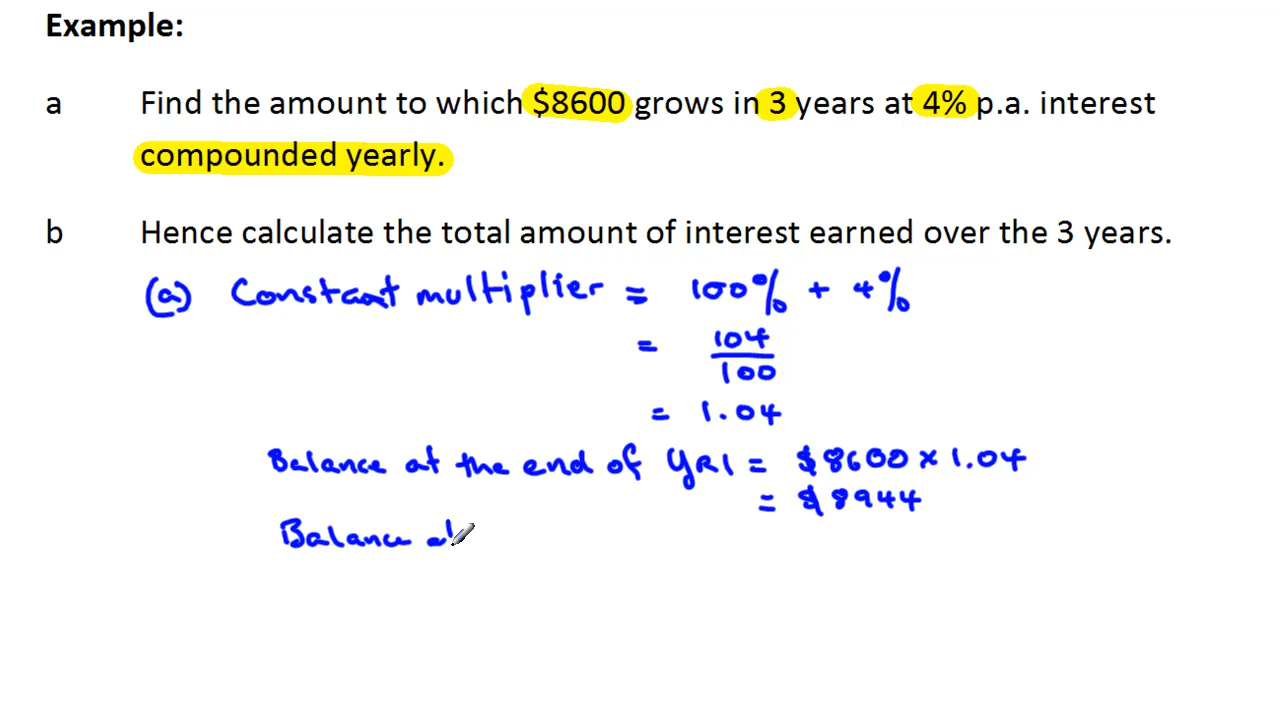 Example:
a Find the amount to which $8600 grows in 3 years at 4% p.a. interest
compounded yearly.
b Hence calculate the total amount of interest earned over the 3 years.
(a) Constant multiplier = 100% + 4%
= 104/100
= 1.04
Balance at the end of YR1 = $8600 × 1.04
= $8944
Balance at